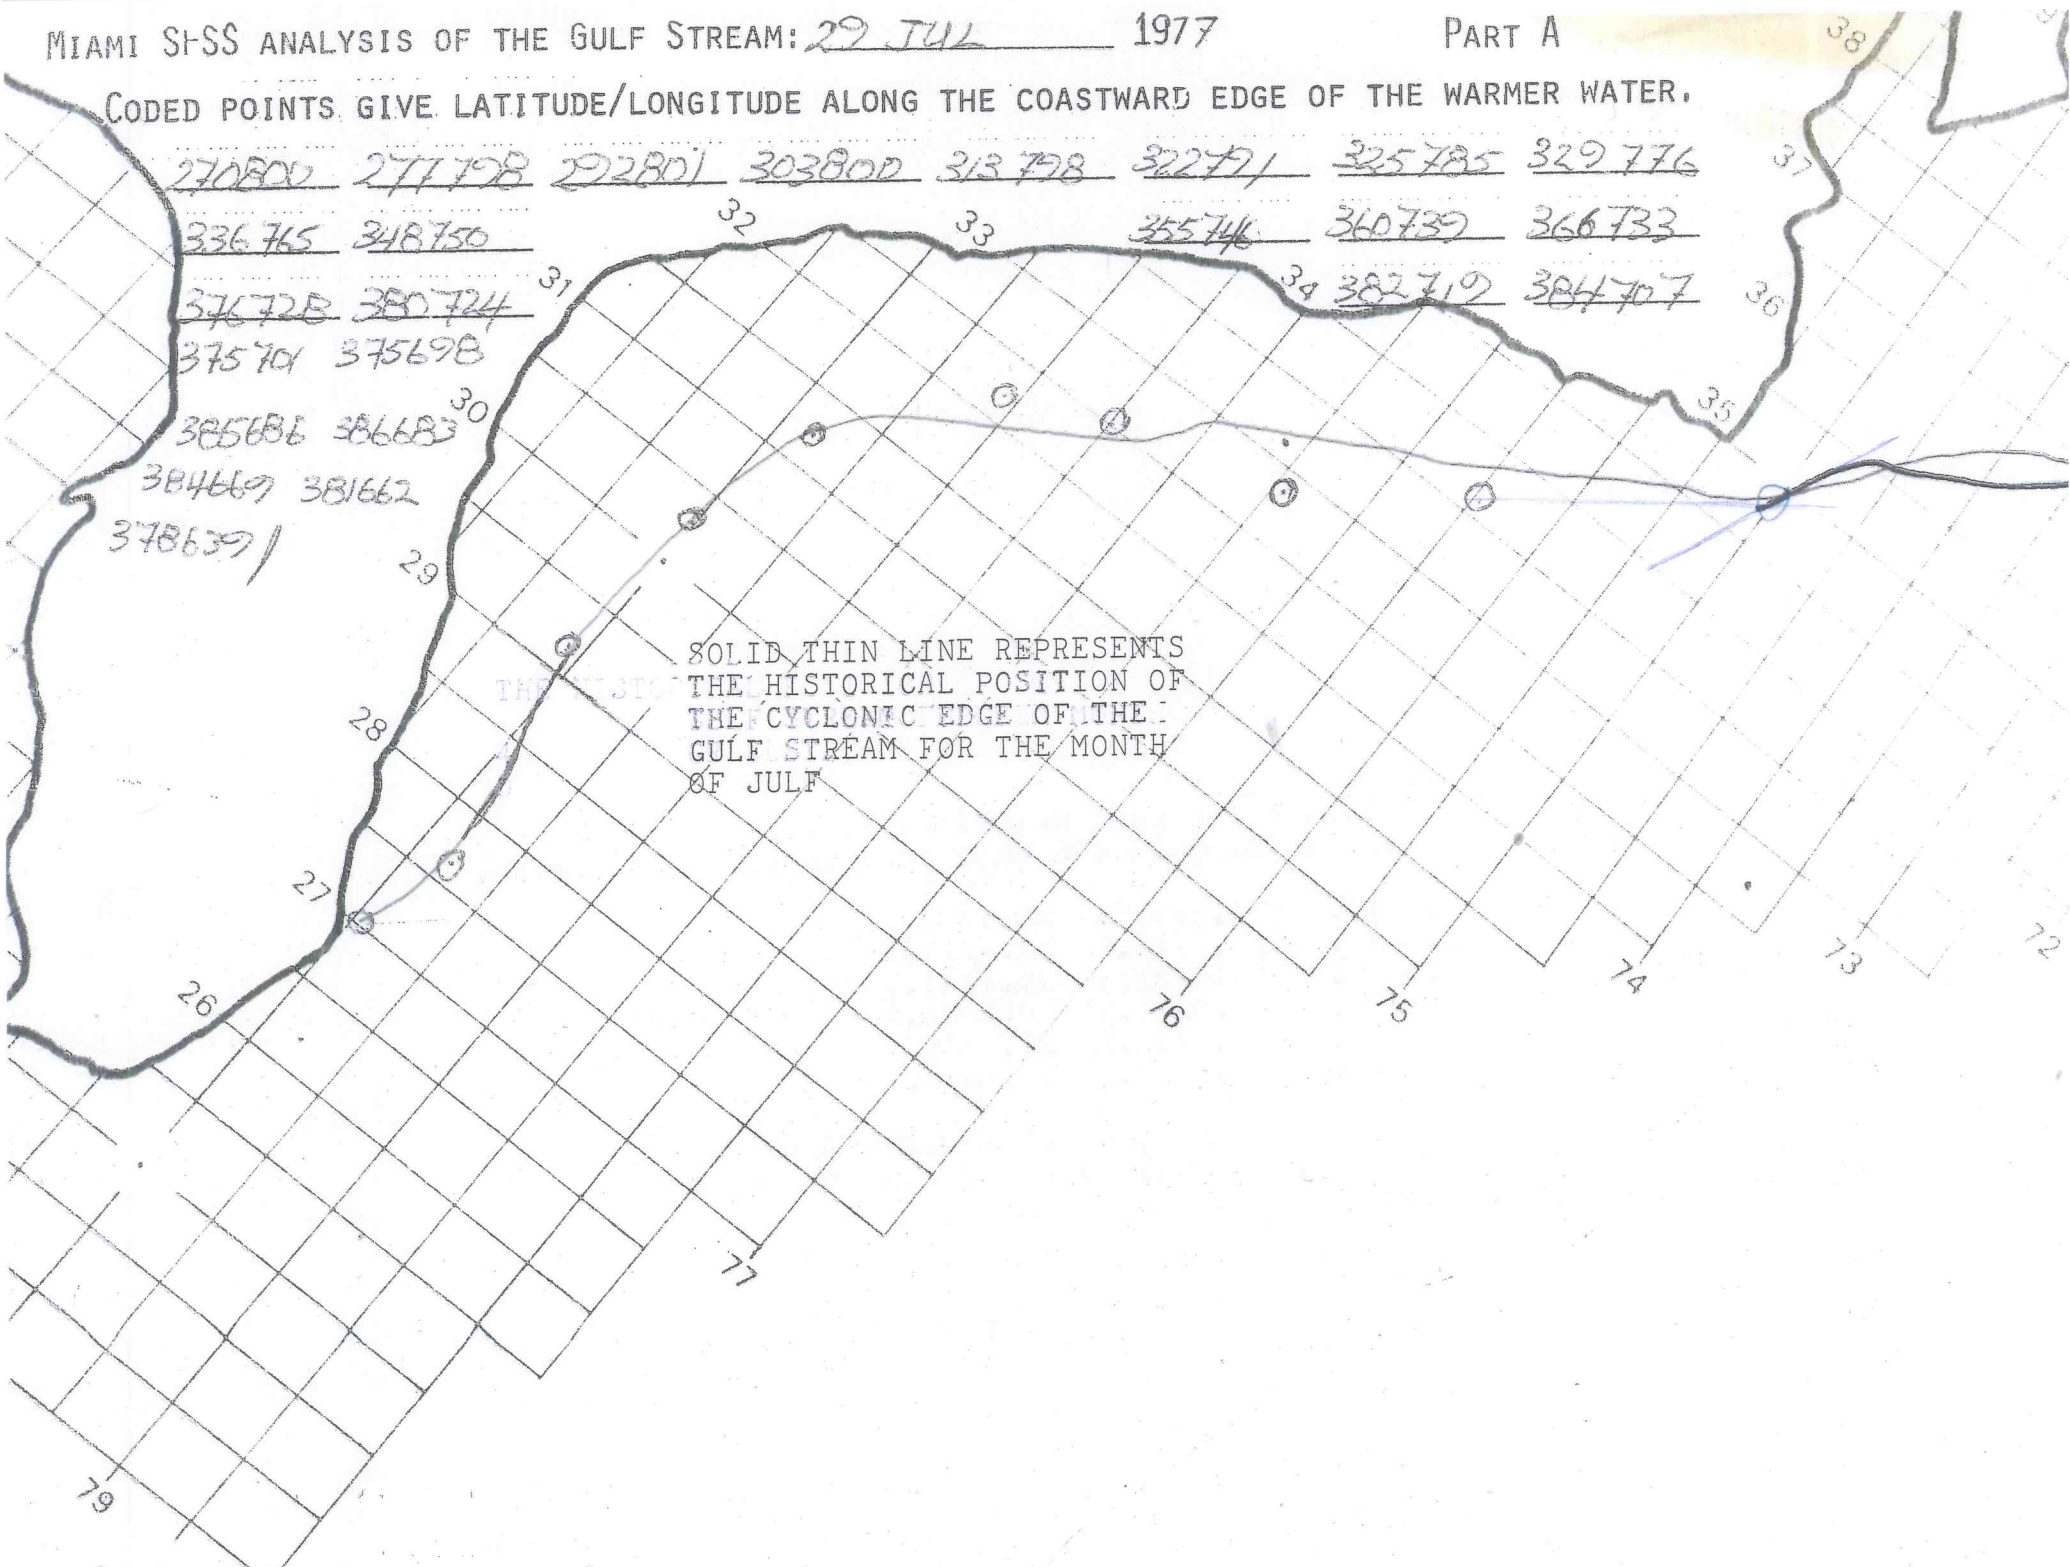 MIAMI SFSS ANALYSIS OF THE GULF STREAM: 29 JUL 1977 PART A
CODED POINTS GIVE LATITUDE/LONGITUDE ALONG THE COASTWARD EDGE OF THE WARMER WATER.
270800 277798 292801 303800 313798 322791 325785 329776
336765 348750 355746 360739 366733
376728 380724 382719 384707
375701 375698
385686 386683
384669 381662
378639
38
37
36
35
34
33
32
31
30
29
28
27
26
SOLID THIN LINE REPRESENTS
THE HISTORICAL POSITION OF
THE CYCLONIC EDGE OF THE
GULF STREAM FOR THE MONTH
OF JULF
72
73
74
75
76
77
79